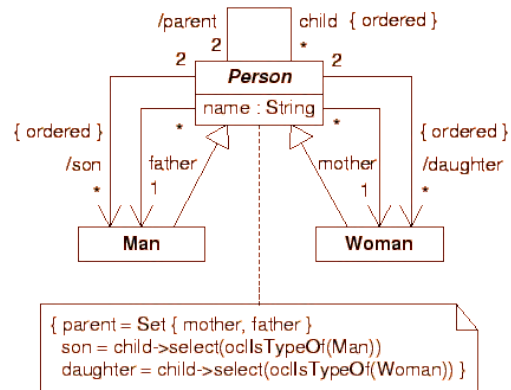 /parent child { ordered }
2 *
2 Person 2
name : String
{ ordered } * * { ordered }
/son father mother /daughter
* 1 1 *
Man Woman
{ parent = Set { mother, father }
son = child->select(oclIsTypeOf(Man))
daughter = child->select(oclIsTypeOf(Woman)) }